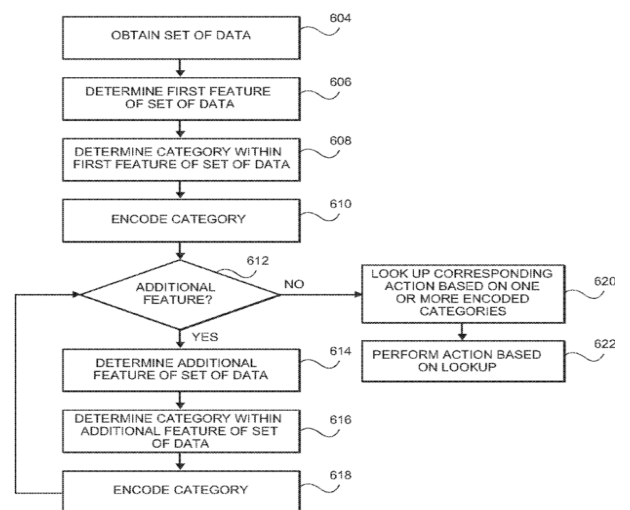 OBTAIN SET OF DATA
604
DETERMINE FIRST FEATURE
OF SET OF DATA
606
DETERMINE CATEGORY WITHIN
FIRST FEATURE OF SET OF DATA
608
ENCODE CATEGORY
610
612
ADDITIONAL
FEATURE?
NO
YES
LOOK UP CORRESPONDING
ACTION BASED ON ONE
OR MORE ENCODED
CATEGORIES
620
PERFORM ACTION BASED
ON LOOKUP
622
DETERMINE ADDITIONAL
FEATURE OF SET OF DATA
614
DETERMINE CATEGORY WITHIN
ADDITIONAL FEATURE OF SET
OF DATA
616
ENCODE CATEGORY
618